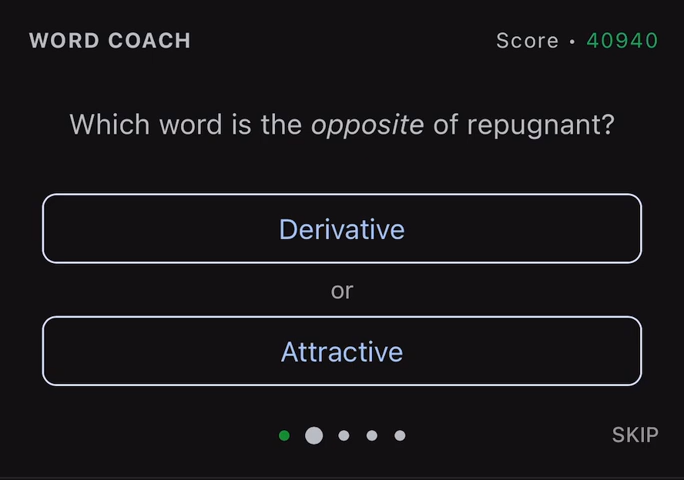 WORD COACH
Score • 40940
Which word is the opposite of repugnant?
Derivative
or
Attractive
SKIP